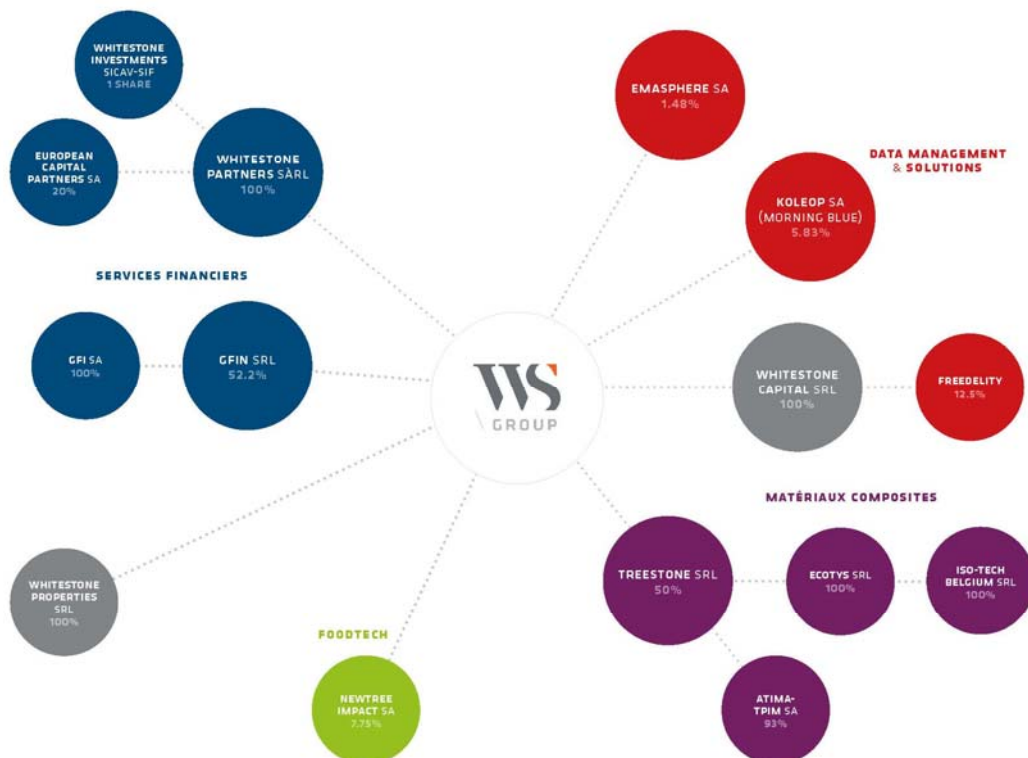 WHITESTONE
INVESTMENTS
SICAV-SIF
1 SHARE
EUROPEAN
CAPITAL
PARTNERS SA
20%
WHITESTONE
PARTNERS SÀRL
100%
SERVICES FINANCIERS
GFI SA
100%
GFIN SRL
52.2%
WHITESTONE
PROPERTIES
SRL
100%
FOODTECH
NEWTREE
IMPACT SA
7.75%
WS
GROUP
EMASPHERE SA
1.48%
DATA MANAGEMENT
& SOLUTIONS
KOLEOP SA
(MORNING BLUE)
5.83%
WHITESTONE
CAPITAL SRL
100%
FREEDELITY
12.5%
MATÉRIAUX COMPOSITES
TREESTONE SRL
50%
ECOTYS SRL
100%
ISO-TECH
BELGIUM SRL
100%
ATIMA-
TPIM SA
93%